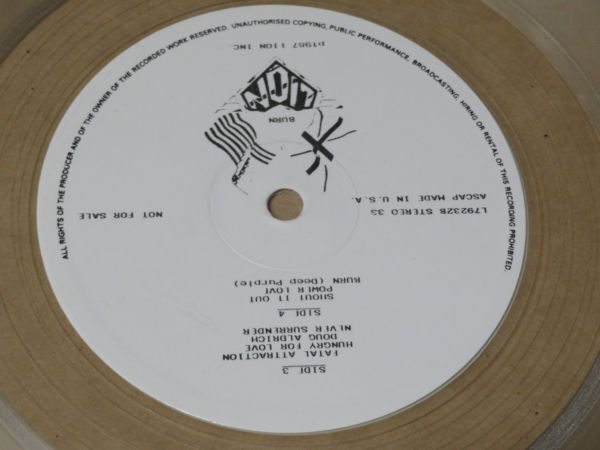 SIDE 3
FATAL ATTRACTION
HUNGRY FOR LOVE
DOUG ALDRICH
NEVER SURRENDER
SIDE 4
SHOUT IT OUT
POWER LOVE
BURN (Deep Purple)
L79232B STEREO 33
ASCAP MADE IN U.S.A.
NOT FOR SALE
BURN
LION
p1987 LION INC.
ALL RIGHTS OF THE PRODUCER AND OF THE OWNER OF THE RECORDED WORK RESERVED. UNAUTHORISED COPYING, PUBLIC PERFORMANCE, BROADCASTING, HIRING OR RENTAL OF THIS RECORDING PROHIBITED.